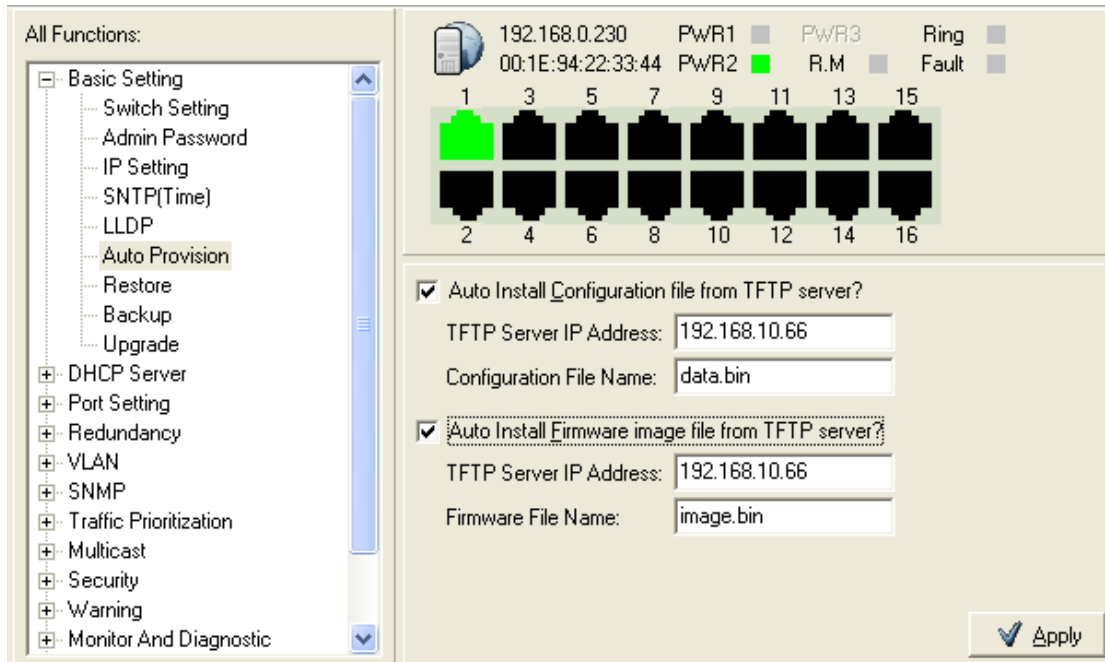 All Functions:
Basic Setting
Switch Setting
Admin Password
IP Setting
SNTP(Time)
LLDP
Auto Provision
Restore
Backup
Upgrade
DHCP Server
Port Setting
Redundancy
VLAN
SNMP
Traffic Prioritization
Multicast
Security
Warning
Monitor And Diagnostic
192.168.0.230 PWR1 PWR3 Ring
00:1E:94:22:33:44 PWR2 R.M Fault
1 3 5 7 9 11 13 15
2 4 6 8 10 12 14 16
Auto Install Configuration file from TFTP server?
TFTP Server IP Address: 192.168.10.66
Configuration File Name: data.bin
Auto Install Firmware image file from TFTP server?
TFTP Server IP Address: 192.168.10.66
Firmware File Name: image.bin
Apply